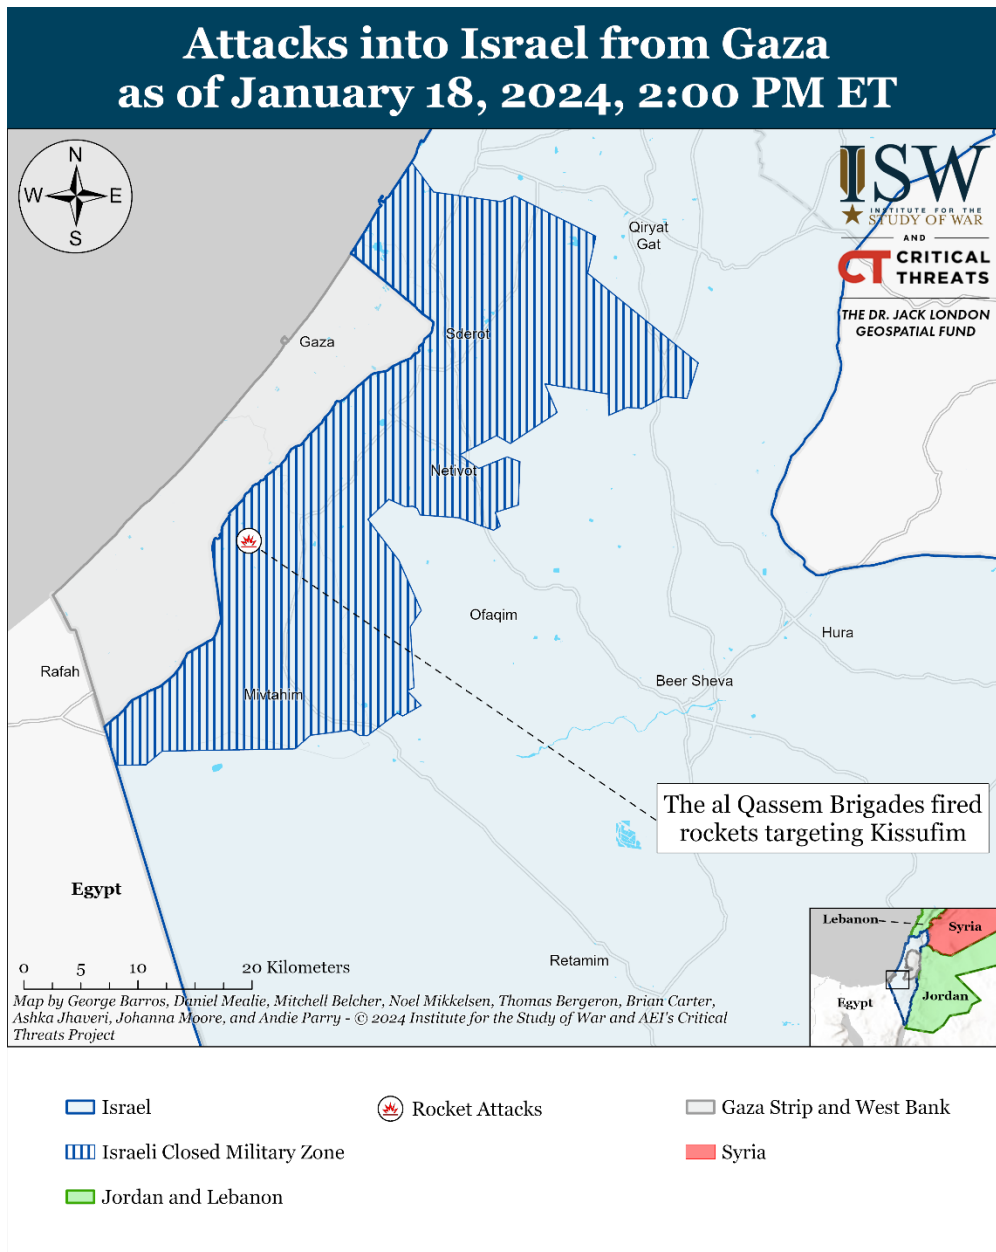 Attacks into Israel from Gaza
as of January 18, 2024, 2:00 PM ET
N
W
E
S
ISW
INSTITUTE FOR THE
STUDY OF WAR
AND
CT CRITICAL
THREATS
THE DR. JACK LONDON
GEOSPATIAL FUND
Qiryat
Gat
Sderot
Gaza
Netivot
Ofaqim
Hura
Rafah
Beer Sheva
Mivtahim
The al Qassem Brigades fired
rockets targeting Kissufim
Egypt
Retamim
Lebanon
Syria
Egypt
Jordan
0 5 10 20 Kilometers
Map by George Barros, Daniel Mealie, Mitchell Belcher, Noel Mikkelsen, Thomas Bergeron, Brian Carter,
Ashka Jhaveri, Johanna Moore, and Andie Parry - © 2024 Institute for the Study of War and AEI's Critical
Threats Project
Israel
Rocket Attacks
Gaza Strip and West Bank
Israeli Closed Military Zone
Syria
Jordan and Lebanon